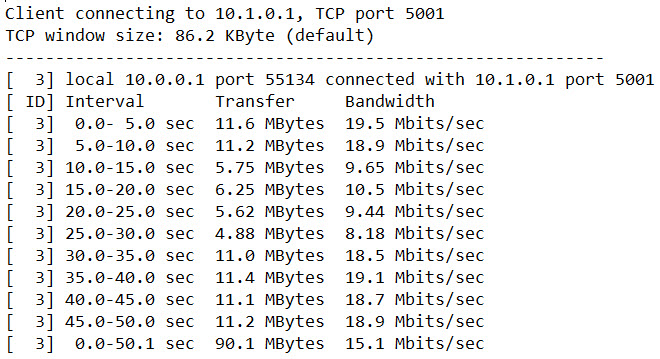 Client connecting to 10.1.0.1, TCP port 5001
TCP window size: 86.2 KByte (default)
------------------------------------------------------------
[  3] local 10.0.0.1 port 55134 connected with 10.1.0.1 port 5001
[ ID] Interval       Transfer     Bandwidth
[  3]  0.0- 5.0 sec  11.6 MBytes  19.5 Mbits/sec
[  3]  5.0-10.0 sec  11.2 MBytes  18.9 Mbits/sec
[  3] 10.0-15.0 sec  5.75 MBytes  9.65 Mbits/sec
[  3] 15.0-20.0 sec  6.25 MBytes  10.5 Mbits/sec
[  3] 20.0-25.0 sec  5.62 MBytes  9.44 Mbits/sec
[  3] 25.0-30.0 sec  4.88 MBytes  8.18 Mbits/sec
[  3] 30.0-35.0 sec  11.0 MBytes  18.5 Mbits/sec
[  3] 35.0-40.0 sec  11.4 MBytes  19.1 Mbits/sec
[  3] 40.0-45.0 sec  11.1 MBytes  18.7 Mbits/sec
[  3] 45.0-50.0 sec  11.2 MBytes  18.9 Mbits/sec
[  3]  0.0-50.1 sec  90.1 MBytes  15.1 Mbits/sec